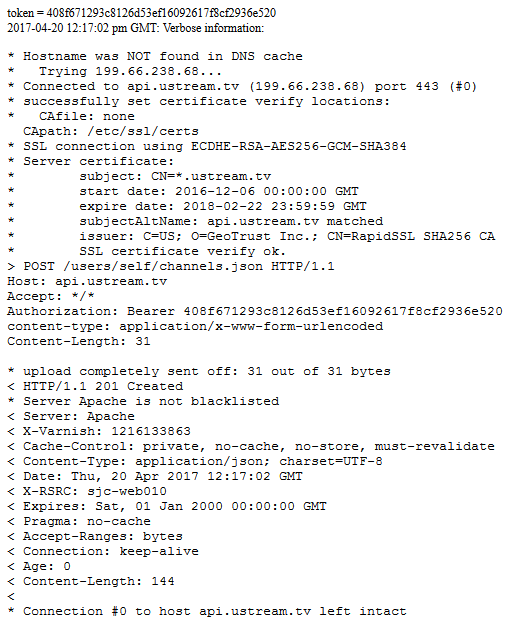 token = 408f671293c8126d53ef16092617f8cf2936e520
2017-04-20 12:17:02 pm GMT: Verbose information:
* Hostname was NOT found in DNS cache
*   Trying 199.66.238.68...
* Connected to api.ustream.tv (199.66.238.68) port 443 (#0)
* successfully set certificate verify locations:
*   CAfile: none
  CApath: /etc/ssl/certs
* SSL connection using ECDHE-RSA-AES256-GCM-SHA384
* Server certificate:
*        subject: CN=*.ustream.tv
*        start date: 2016-12-06 00:00:00 GMT
*        expire date: 2018-02-22 23:59:59 GMT
*        subjectAltName: api.ustream.tv matched
*        issuer: C=US; O=GeoTrust Inc.; CN=RapidSSL SHA256 CA
*        SSL certificate verify ok.
> POST /users/self/channels.json HTTP/1.1
Host: api.ustream.tv
Accept: */*
Authorization: Bearer 408f671293c8126d53ef16092617f8cf2936e520
content-type: application/x-www-form-urlencoded
Content-Length: 31
* upload completely sent off: 31 out of 31 bytes
< HTTP/1.1 201 Created
* Server Apache is not blacklisted
< Server: Apache
< X-Varnish: 1216133863
< Cache-Control: private, no-cache, no-store, must-revalidate
< Content-Type: application/json; charset=UTF-8
< Date: Thu, 20 Apr 2017 12:17:02 GMT
< X-RSRC: sjc-web010
< Expires: Sat, 01 Jan 2000 00:00:00 GMT
< Pragma: no-cache
< Accept-Ranges: bytes
< Connection: keep-alive
< Age: 0
< Content-Length: 144
<
* Connection #0 to host api.ustream.tv left intact